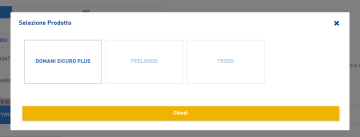 Selezione Prodotto
DOMANI SICURO PLUS
FEELGOOD
TESEO
Chiudi